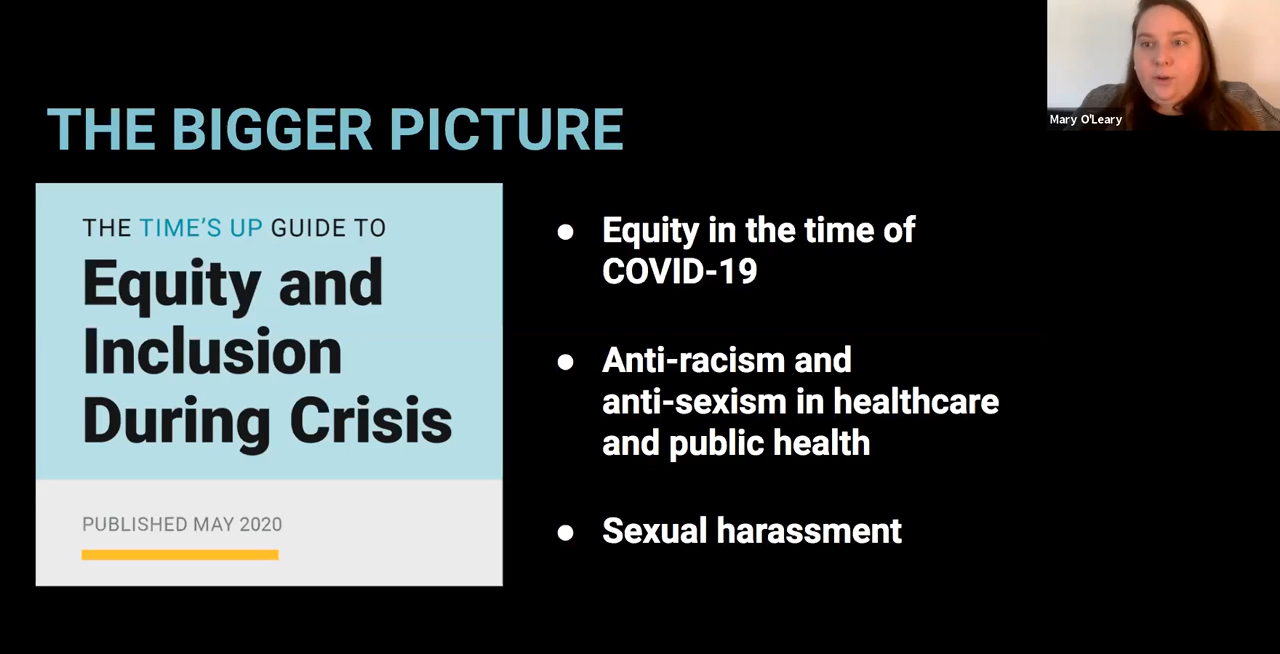 THE BIGGER PICTURE
THE TIME’S UP GUIDE TO
Equity and
Inclusion
During Crisis
PUBLISHED MAY 2020
● Equity in the time of
COVID-19
● Anti-racism and
anti-sexism in healthcare
and public health
● Sexual harassment
Mary O'Leary